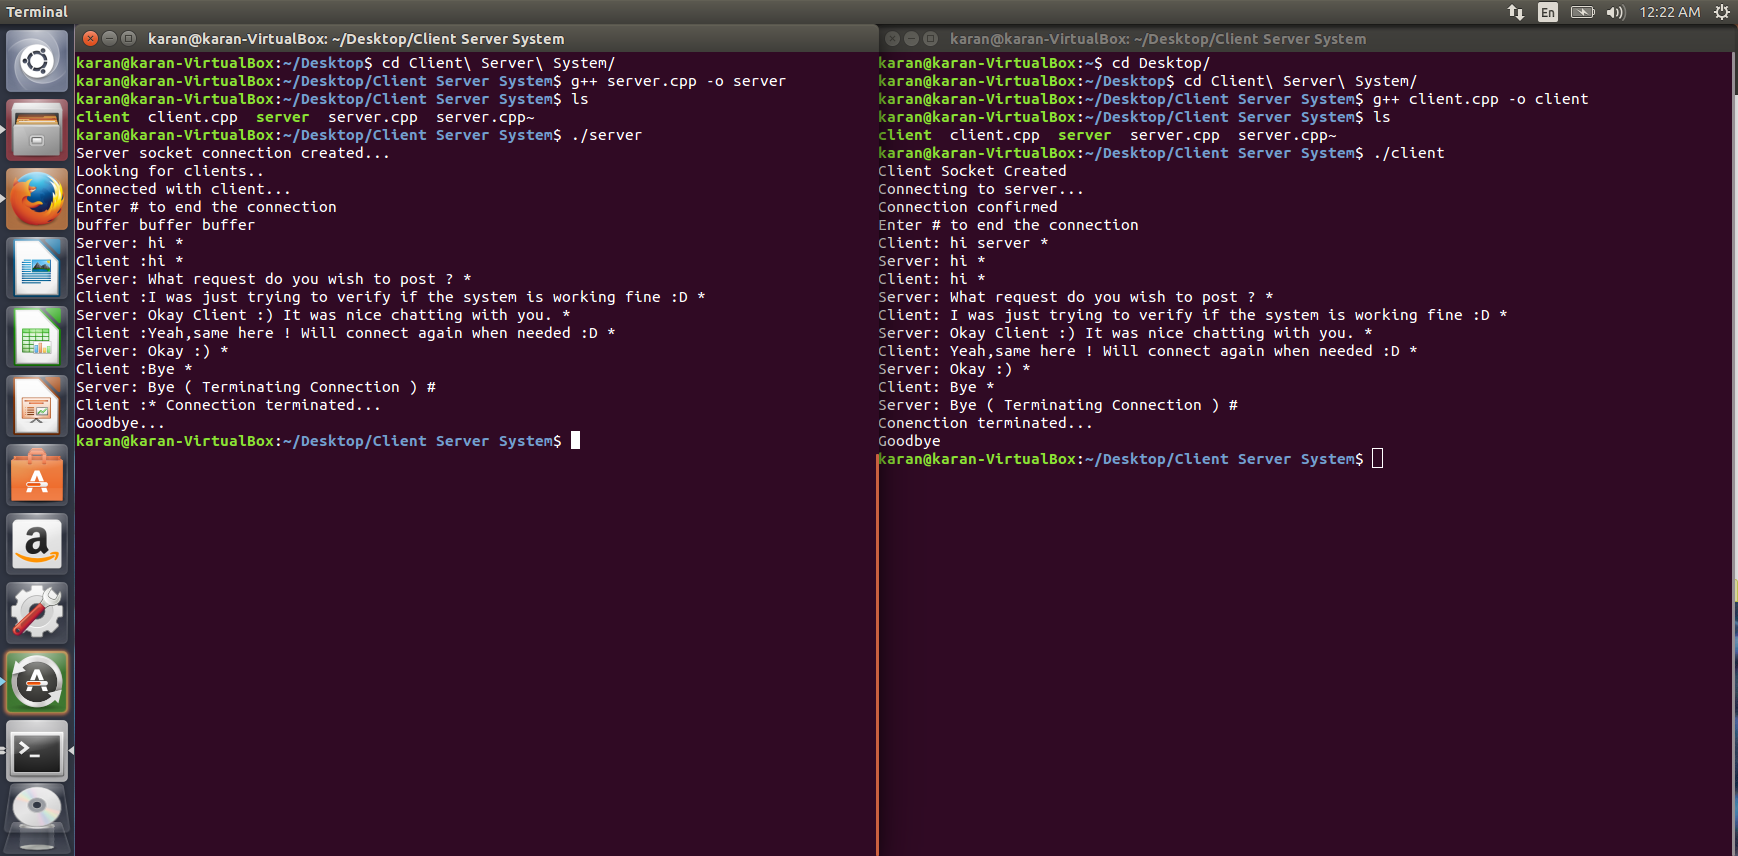 Terminal
En
12:22 AM
karan@karan-VirtualBox: ~/Desktop/Client Server System
karan@karan-VirtualBox:~/Desktop$ cd Client\ Server\ System/
karan@karan-VirtualBox:~/Desktop/Client Server System$ g++ server.cpp -o server
karan@karan-VirtualBox:~/Desktop/Client Server System$ ls
client  client.cpp  server  server.cpp  server.cpp~
karan@karan-VirtualBox:~/Desktop/Client Server System$ ./server
Server socket connection created...
Looking for clients..
Connected with client...
Enter # to end the connection
buffer buffer buffer
Server: hi *
Client :hi *
Server: What request do you wish to post ? *
Client :I was just trying to verify if the system is working fine :D *
Server: Okay Client :) It was nice chatting with you. *
Client :Yeah,same here ! Will connect again when needed :D *
Server: Okay :) *
Client :Bye *
Server: Bye ( Terminating Connection ) #
Client :* Connection terminated...
Goodbye...
karan@karan-VirtualBox:~/Desktop/Client Server System$
karan@karan-VirtualBox: ~/Desktop/Client Server System
karan@karan-VirtualBox:~$ cd Desktop/
karan@karan-VirtualBox:~/Desktop$ cd Client\ Server\ System/
karan@karan-VirtualBox:~/Desktop/Client Server System$ g++ client.cpp -o client
karan@karan-VirtualBox:~/Desktop/Client Server System$ ls
client  client.cpp  server  server.cpp  server.cpp~
karan@karan-VirtualBox:~/Desktop/Client Server System$ ./client
Client Socket Created
Connecting to server...
Connection confirmed
Enter # to end the connection
Client: hi server *
Server: hi *
Client: hi *
Server: What request do you wish to post ? *
Client: I was just trying to verify if the system is working fine :D *
Server: Okay Client :) It was nice chatting with you. *
Client: Yeah,same here ! Will connect again when needed :D *
Server: Okay :) *
Client: Bye *
Server: Bye ( Terminating Connection ) #
Conenction terminated...
Goodbye
karan@karan-VirtualBox:~/Desktop/Client Server System$